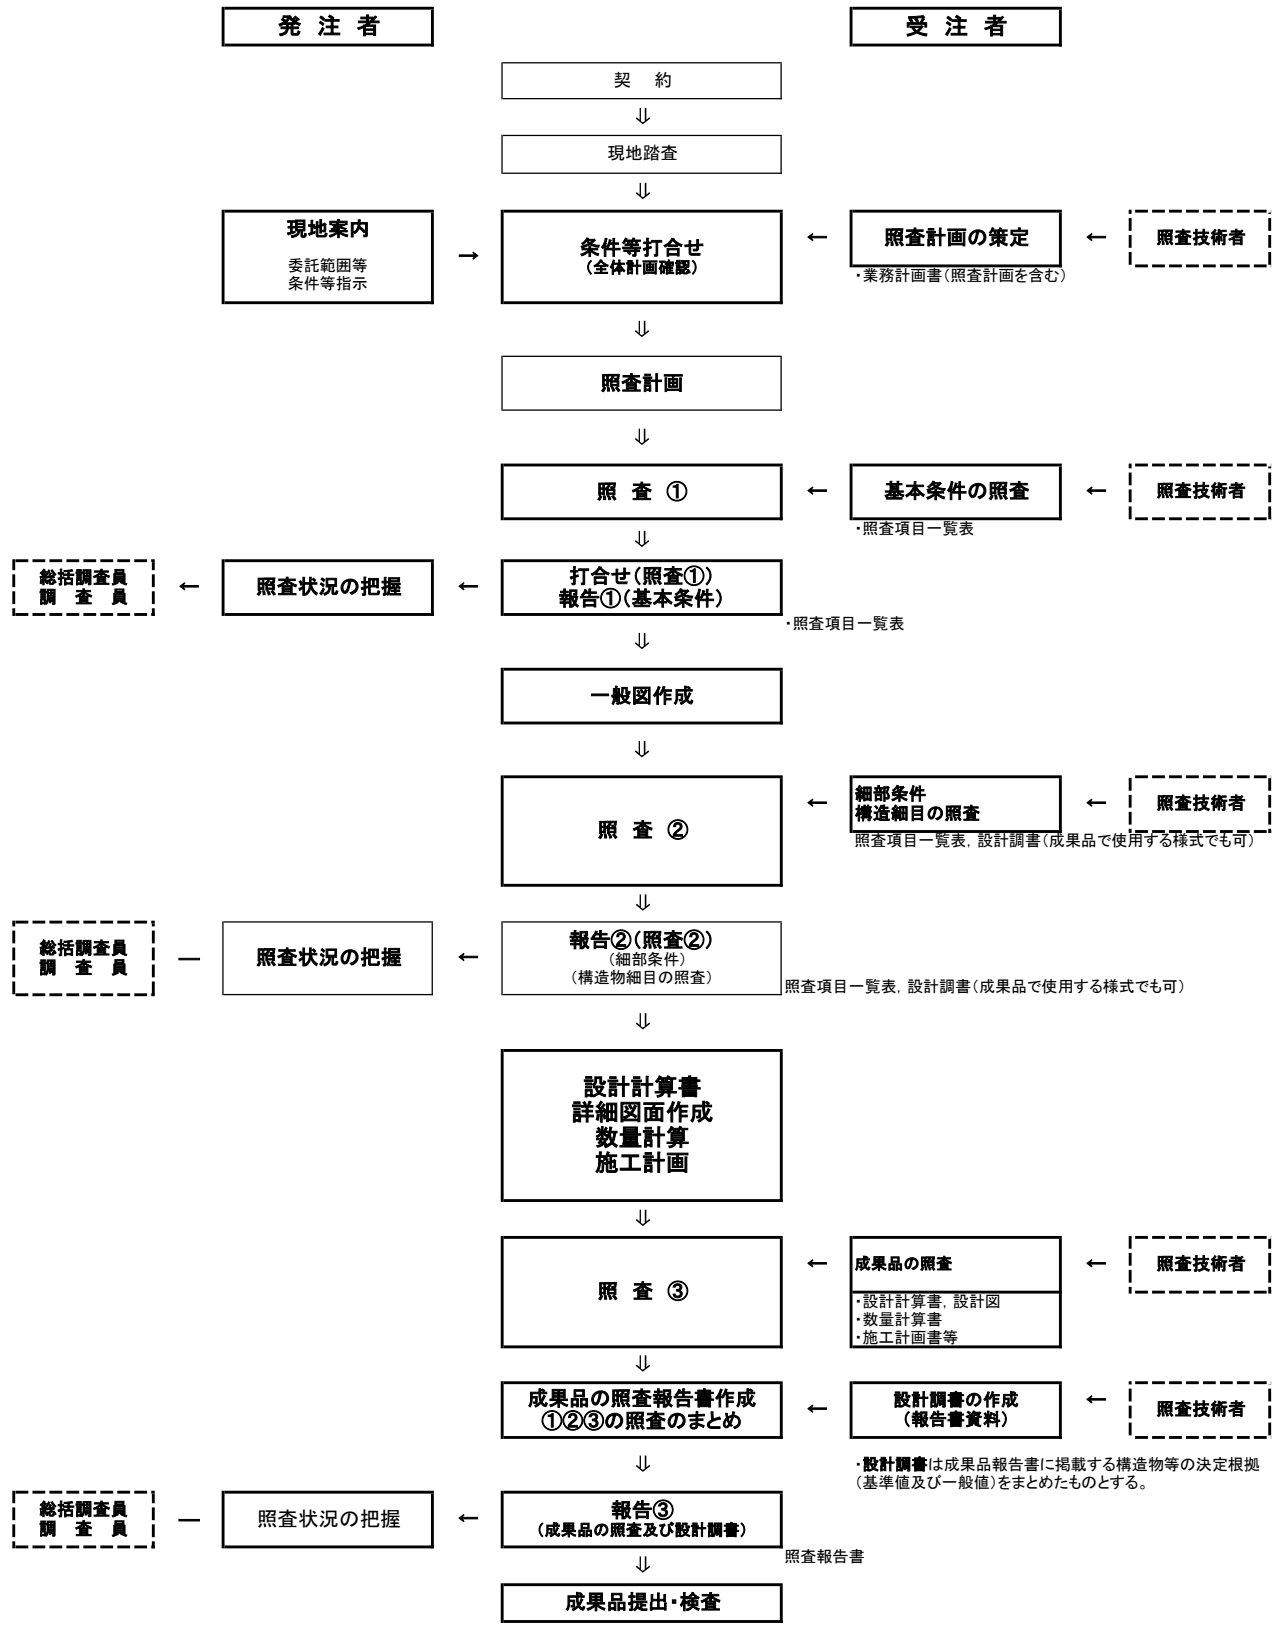 発 注 者
受 注 者
契 約
⇓
現地踏査
⇓
現地案内
委託範囲等
条件等指示
→
条件等打合せ
(全体計画確認)
←
照査計画の策定
←
照査技術者
・業務計画書(照査計画を含む)
⇓
照査計画
⇓
照 査 ①
←
基本条件の照査
←
照査技術者
・照査項目一覧表
⇓
総括調査員
調 査 員
←
照査状況の把握
←
打合せ(照査①)
報告①(基本条件)
・照査項目一覧表
⇓
一般図作成
⇓
照 査 ②
←
細部条件
構造細目の照査
←
照査技術者
照査項目一覧表, 設計調書(成果品で使用する様式でも可)
⇓
総括調査員
調 査 員
―
照査状況の把握
←
報告②(照査②)
(細部条件)
(構造物細目の照査)
照査項目一覧表, 設計調書(成果品で使用する様式でも可)
⇓
設計計算書
詳細図面作成
数量計算
施工計画
⇓
照 査 ③
←
成果品の照査
←
照査技術者
・設計計算書, 設計図
・数量計算書
・施工計画書等
⇓
成果品の照査報告書作成
①②③の照査のまとめ
←
設計調書の作成
(報告書資料)
←
照査技術者
⇓
・設計調書は成果品報告書に掲載する構造物等の決定根拠
(基準値及び一般値)をまとめたものとする。
総括調査員
調 査 員
―
照査状況の把握
←
報告③
(成果品の照査及び設計調書)
照査報告書
⇓
成果品提出・検査